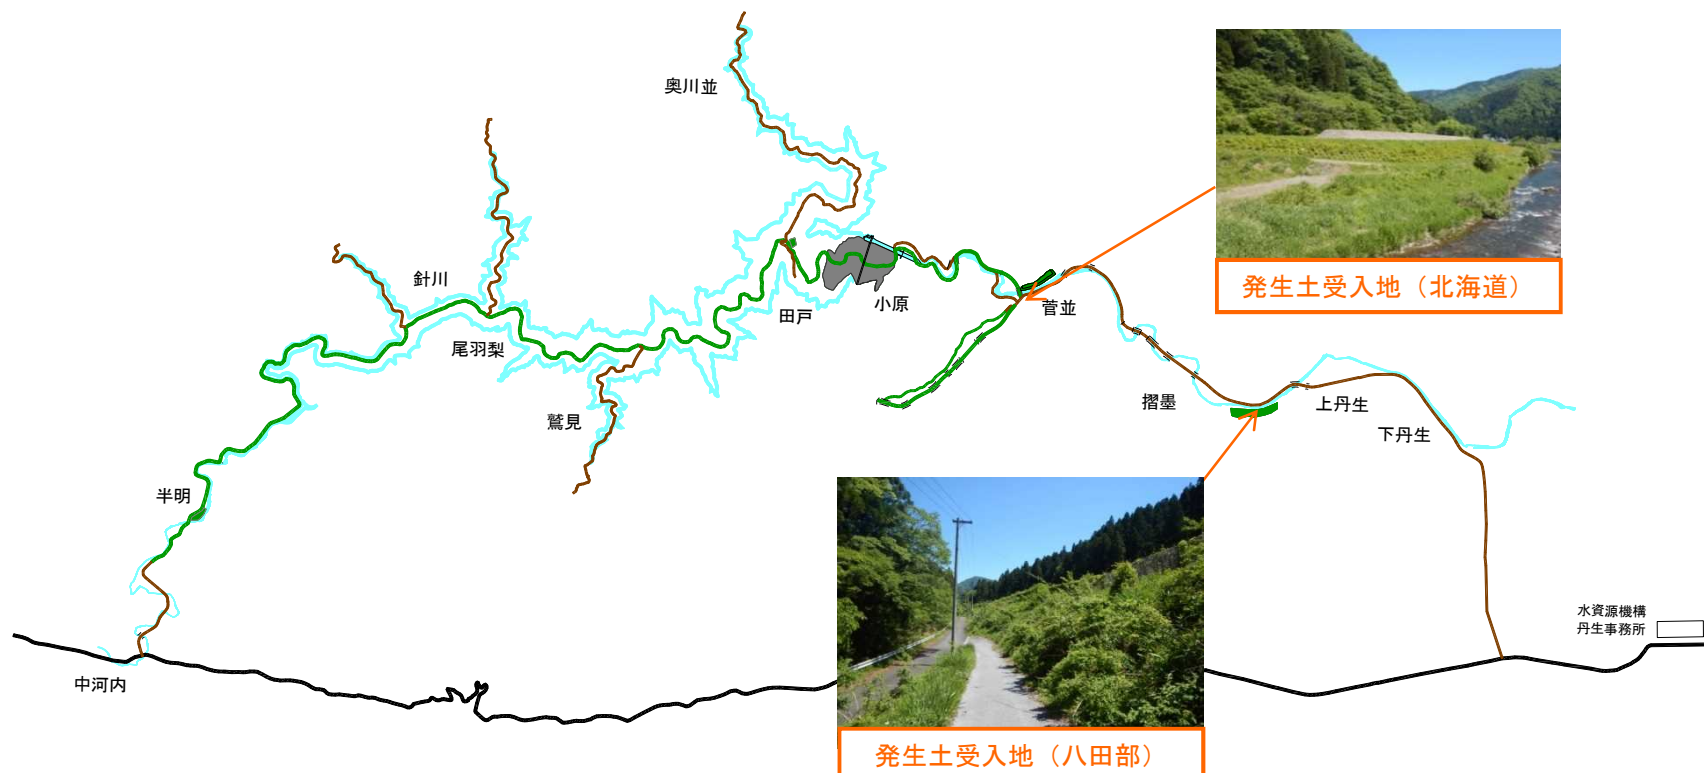 奥川並
針川
尾羽梨
鷲見
田戸
小原
菅並
発生土受入地（北海道）
摺墨
上丹生
下丹生
半明
中河内
水資源機構
丹生事務所
発生土受入地（八田部）